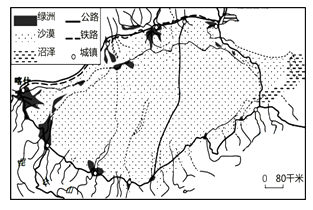 绿洲 公路
沙漠 铁路
沼泽 城镇
喀什
0 80千米